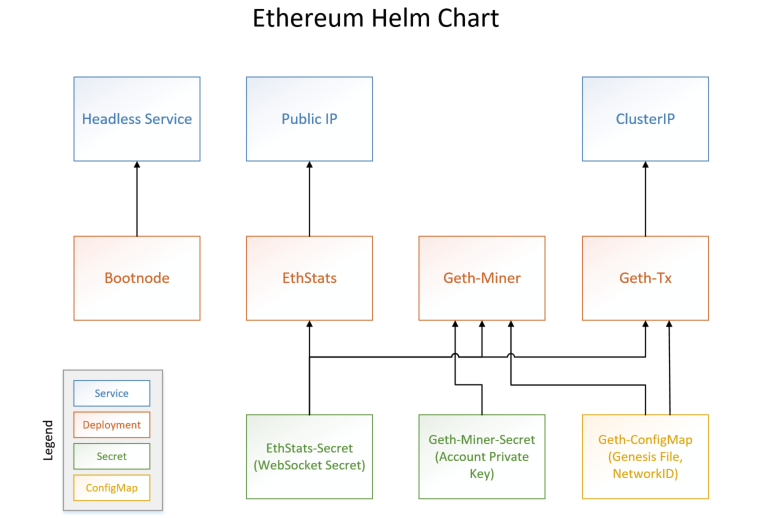 Ethereum Helm Chart
Headless Service
Public IP
ClusterIP
Bootnode
EthStats
Geth-Miner
Geth-Tx
Legend
Service
Deployment
Secret
ConfigMap
EthStats-Secret
(WebSocket Secret)
Geth-Miner-Secret
(Account Private
Key)
Geth-ConfigMap
(Genesis File,
NetworkID)